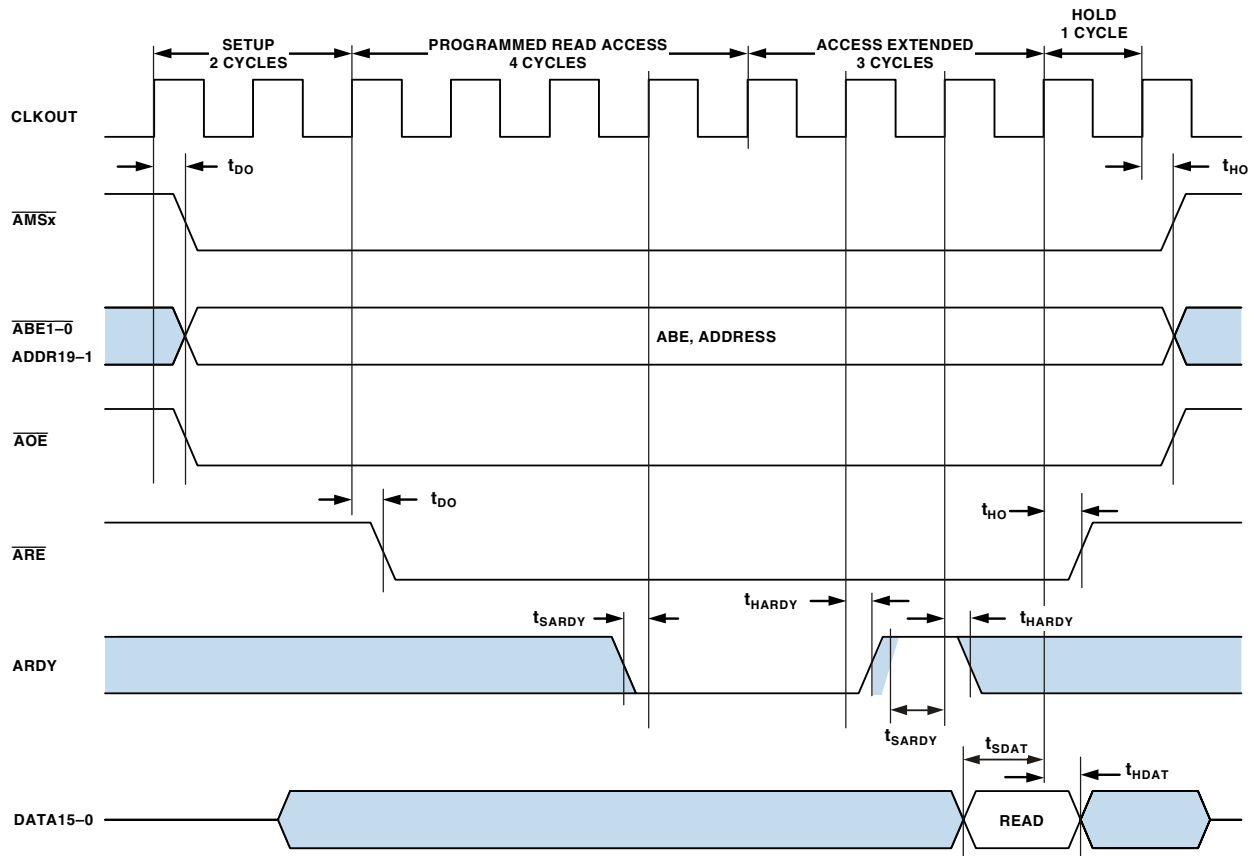 HOLD
1 CYCLE
SETUP
2 CYCLES
PROGRAMMED READ ACCESS
4 CYCLES
ACCESS EXTENDED
3 CYCLES
CLKOUT
tDO
tHO
AMSx
ABE1–0
ADDR19–1
ABE, ADDRESS
AOE
tDO
tHO
ARE
tSARDY
tHARDY
tHARDY
ARDY
tSARDY
tSDAT
tHDAT
DATA15–0
READ